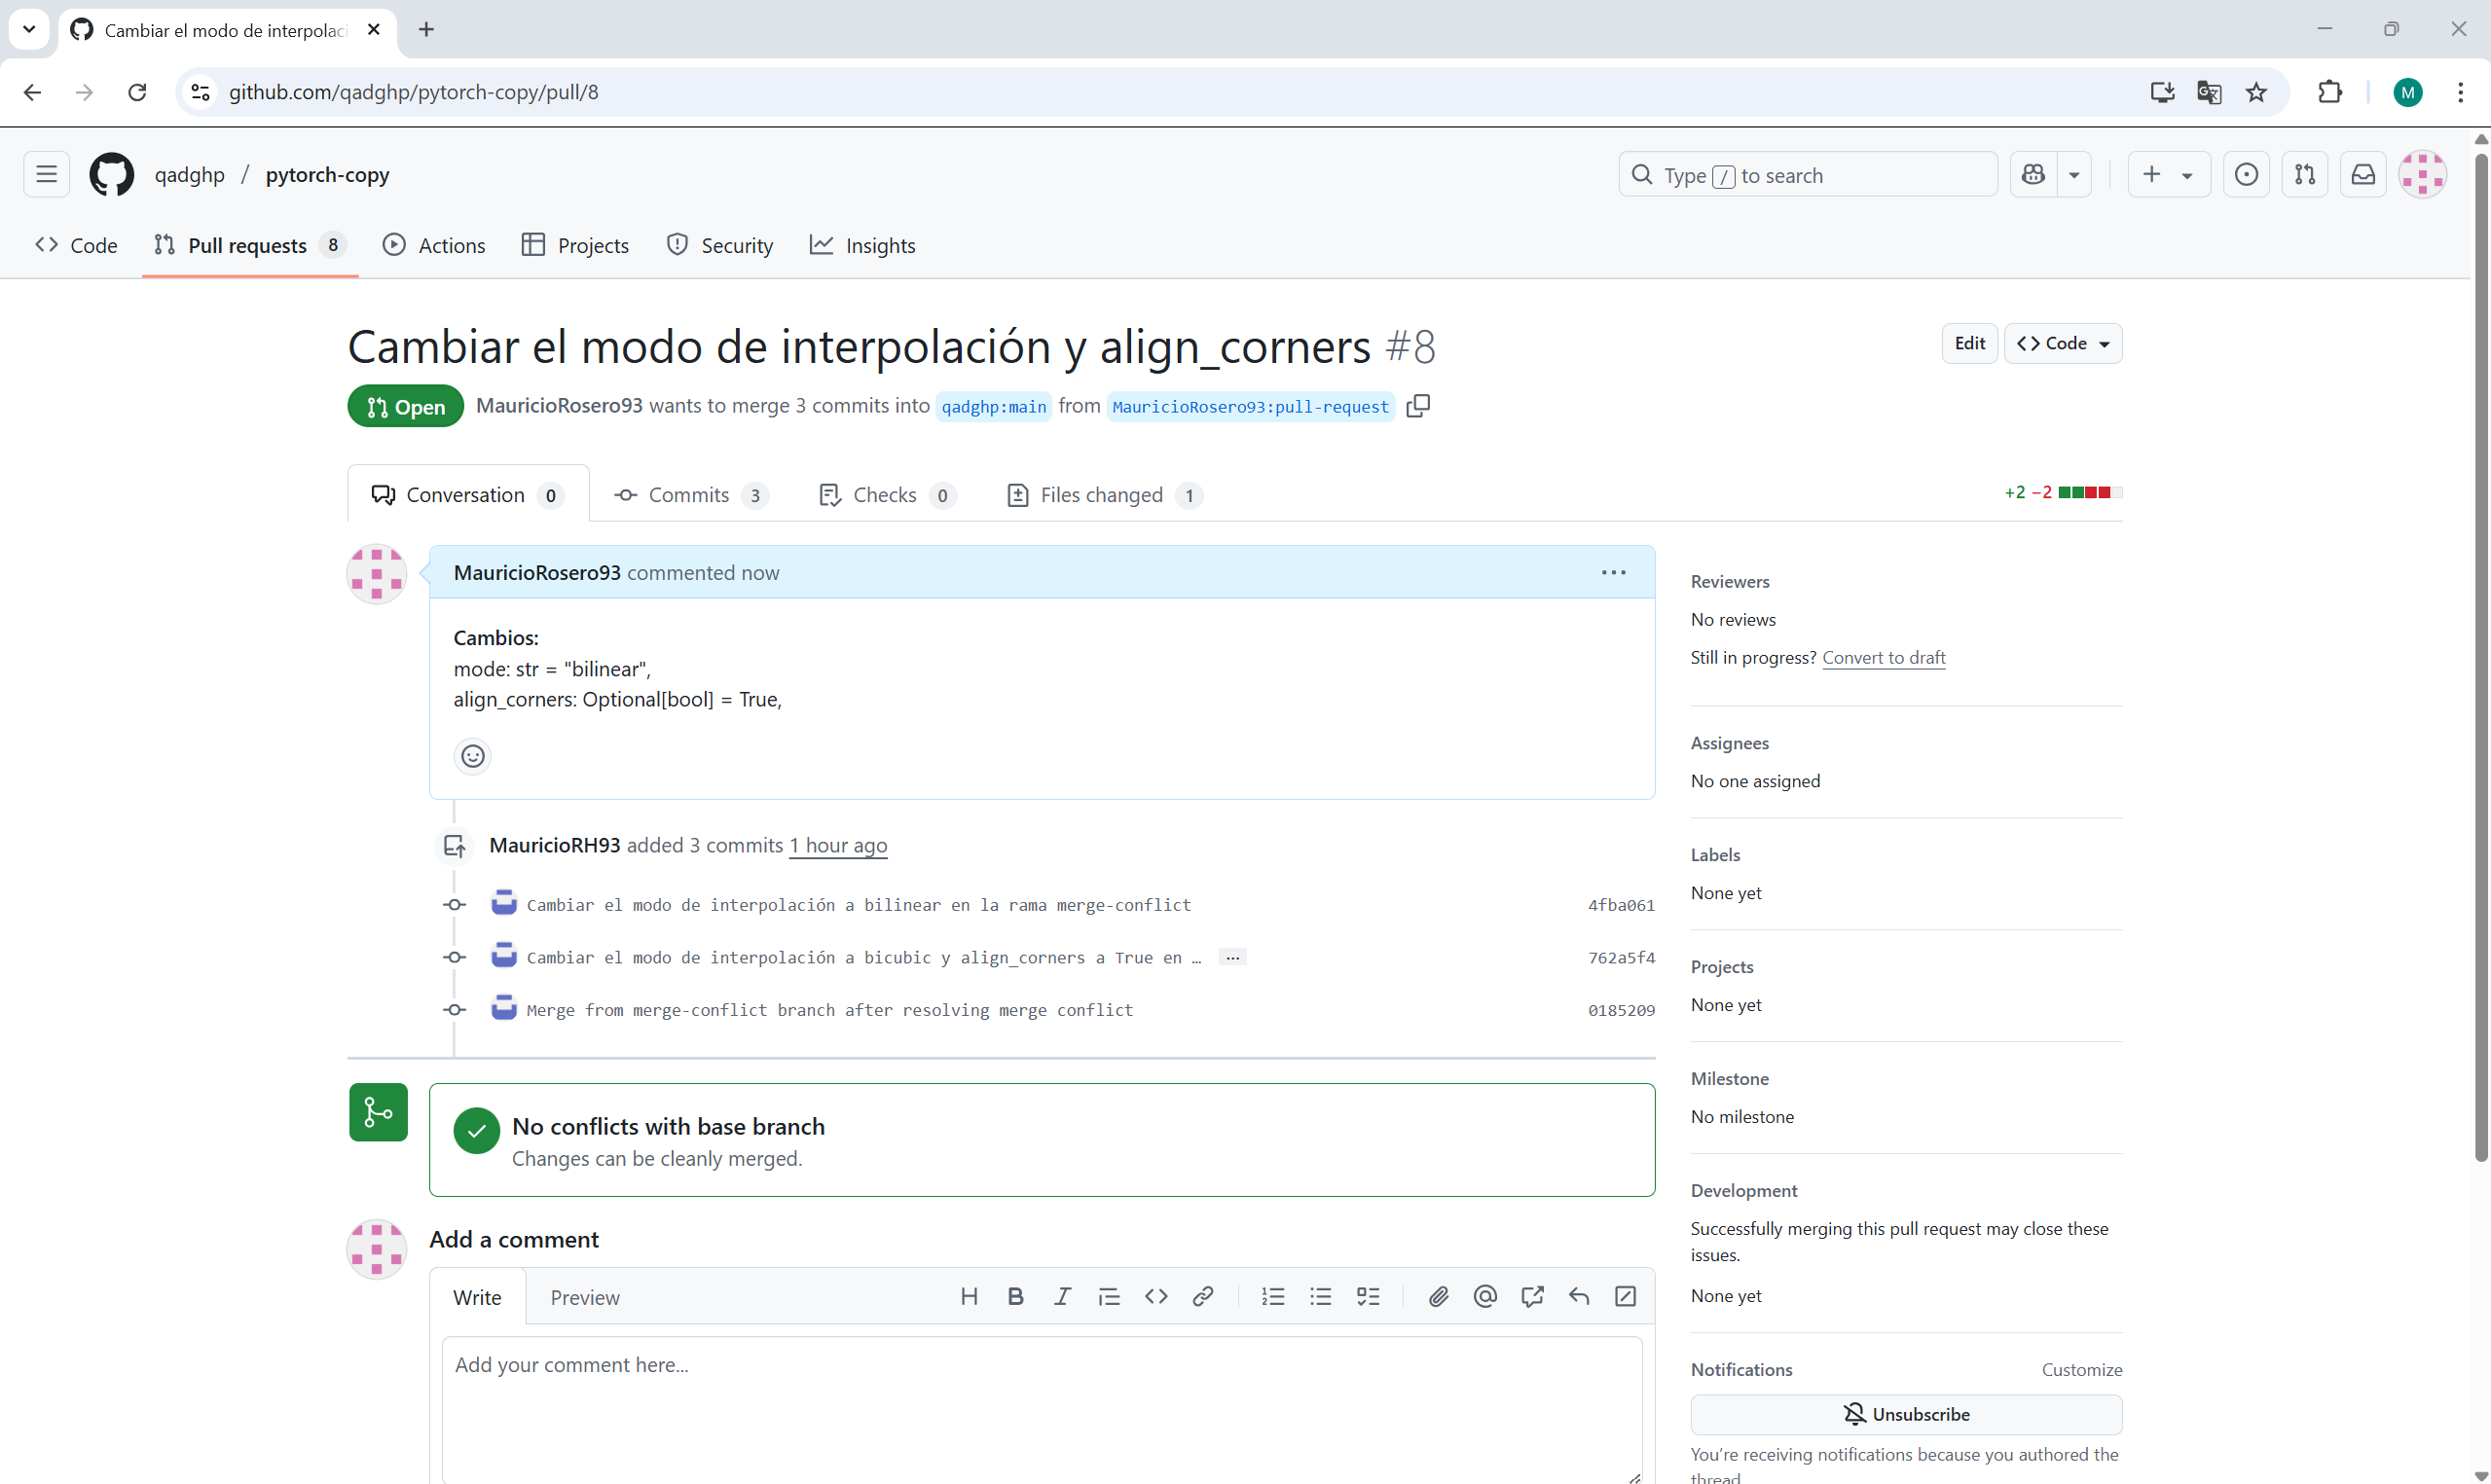 Cambiar el modo de interpolaci
github.com/qadghp/pytorch-copy/pull/8
M
qadghp / pytorch-copy
Type / to search
Code
Pull requests 8
Actions
Projects
Security
Insights
Cambiar el modo de interpolación y align_corners #8
Edit
Code
Open
MauricioRosero93 wants to merge 3 commits into qadghp:main from MauricioRosero93:pull-request
Conversation 0
Commits 3
Checks 0
Files changed 1
+2 −2
MauricioRosero93 commented now
Cambios:
mode: str = "bilinear",
align_corners: Optional[bool] = True,
MauricioRH93 added 3 commits 1 hour ago
Cambiar el modo de interpolación a bilinear en la rama merge-conflict 4fba061
Cambiar el modo de interpolación a bicubic y align_corners a True en … 762a5f4
Merge from merge-conflict branch after resolving merge conflict 0185209
No conflicts with base branch
Changes can be cleanly merged.
Add a comment
Write
Preview
Add your comment here...
Reviewers
No reviews
Still in progress? Convert to draft
Assignees
No one assigned
Labels
None yet
Projects
None yet
Milestone
No milestone
Development
Successfully merging this pull request may close these
issues.
None yet
Notifications
Customize
Unsubscribe
You're receiving notifications because you authored the
thread.